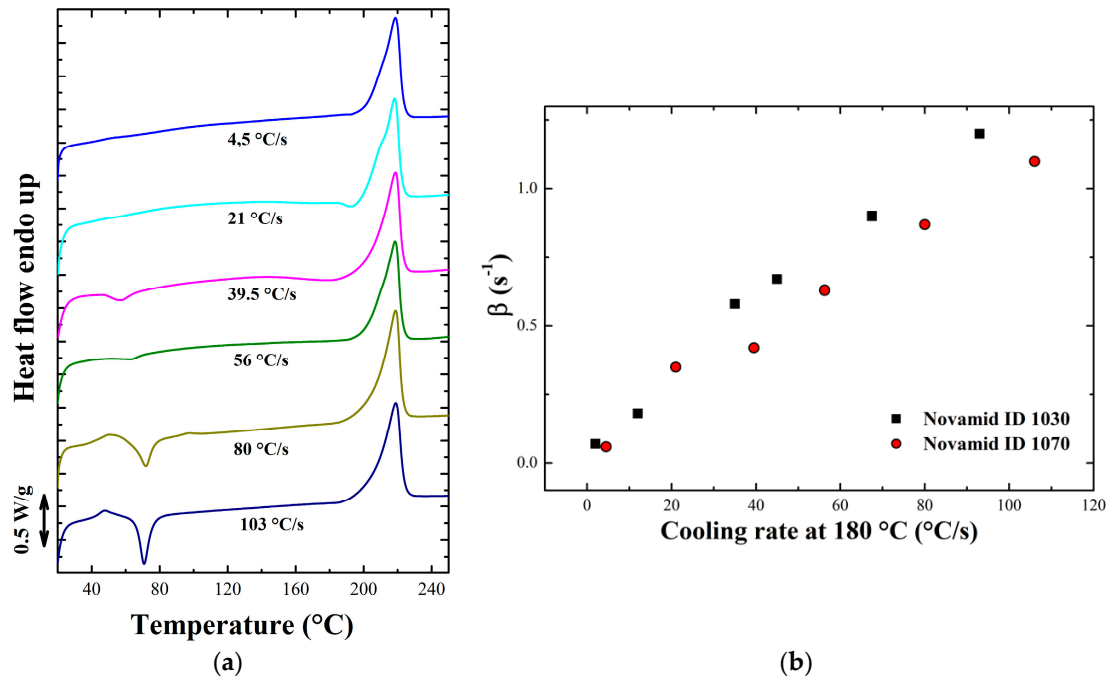 Heat flow endo up
0.5 W/g
4,5 °C/s
21 °C/s
39.5 °C/s
56 °C/s
80 °C/s
103 °C/s
40 80 120 160 200 240
Temperature (°C)
(a)
β (s⁻¹)
1.0
0.5
0.0
Novamid ID 1030
Novamid ID 1070
0 20 40 60 80 100 120
Cooling rate at 180 °C (°C/s)
(b)